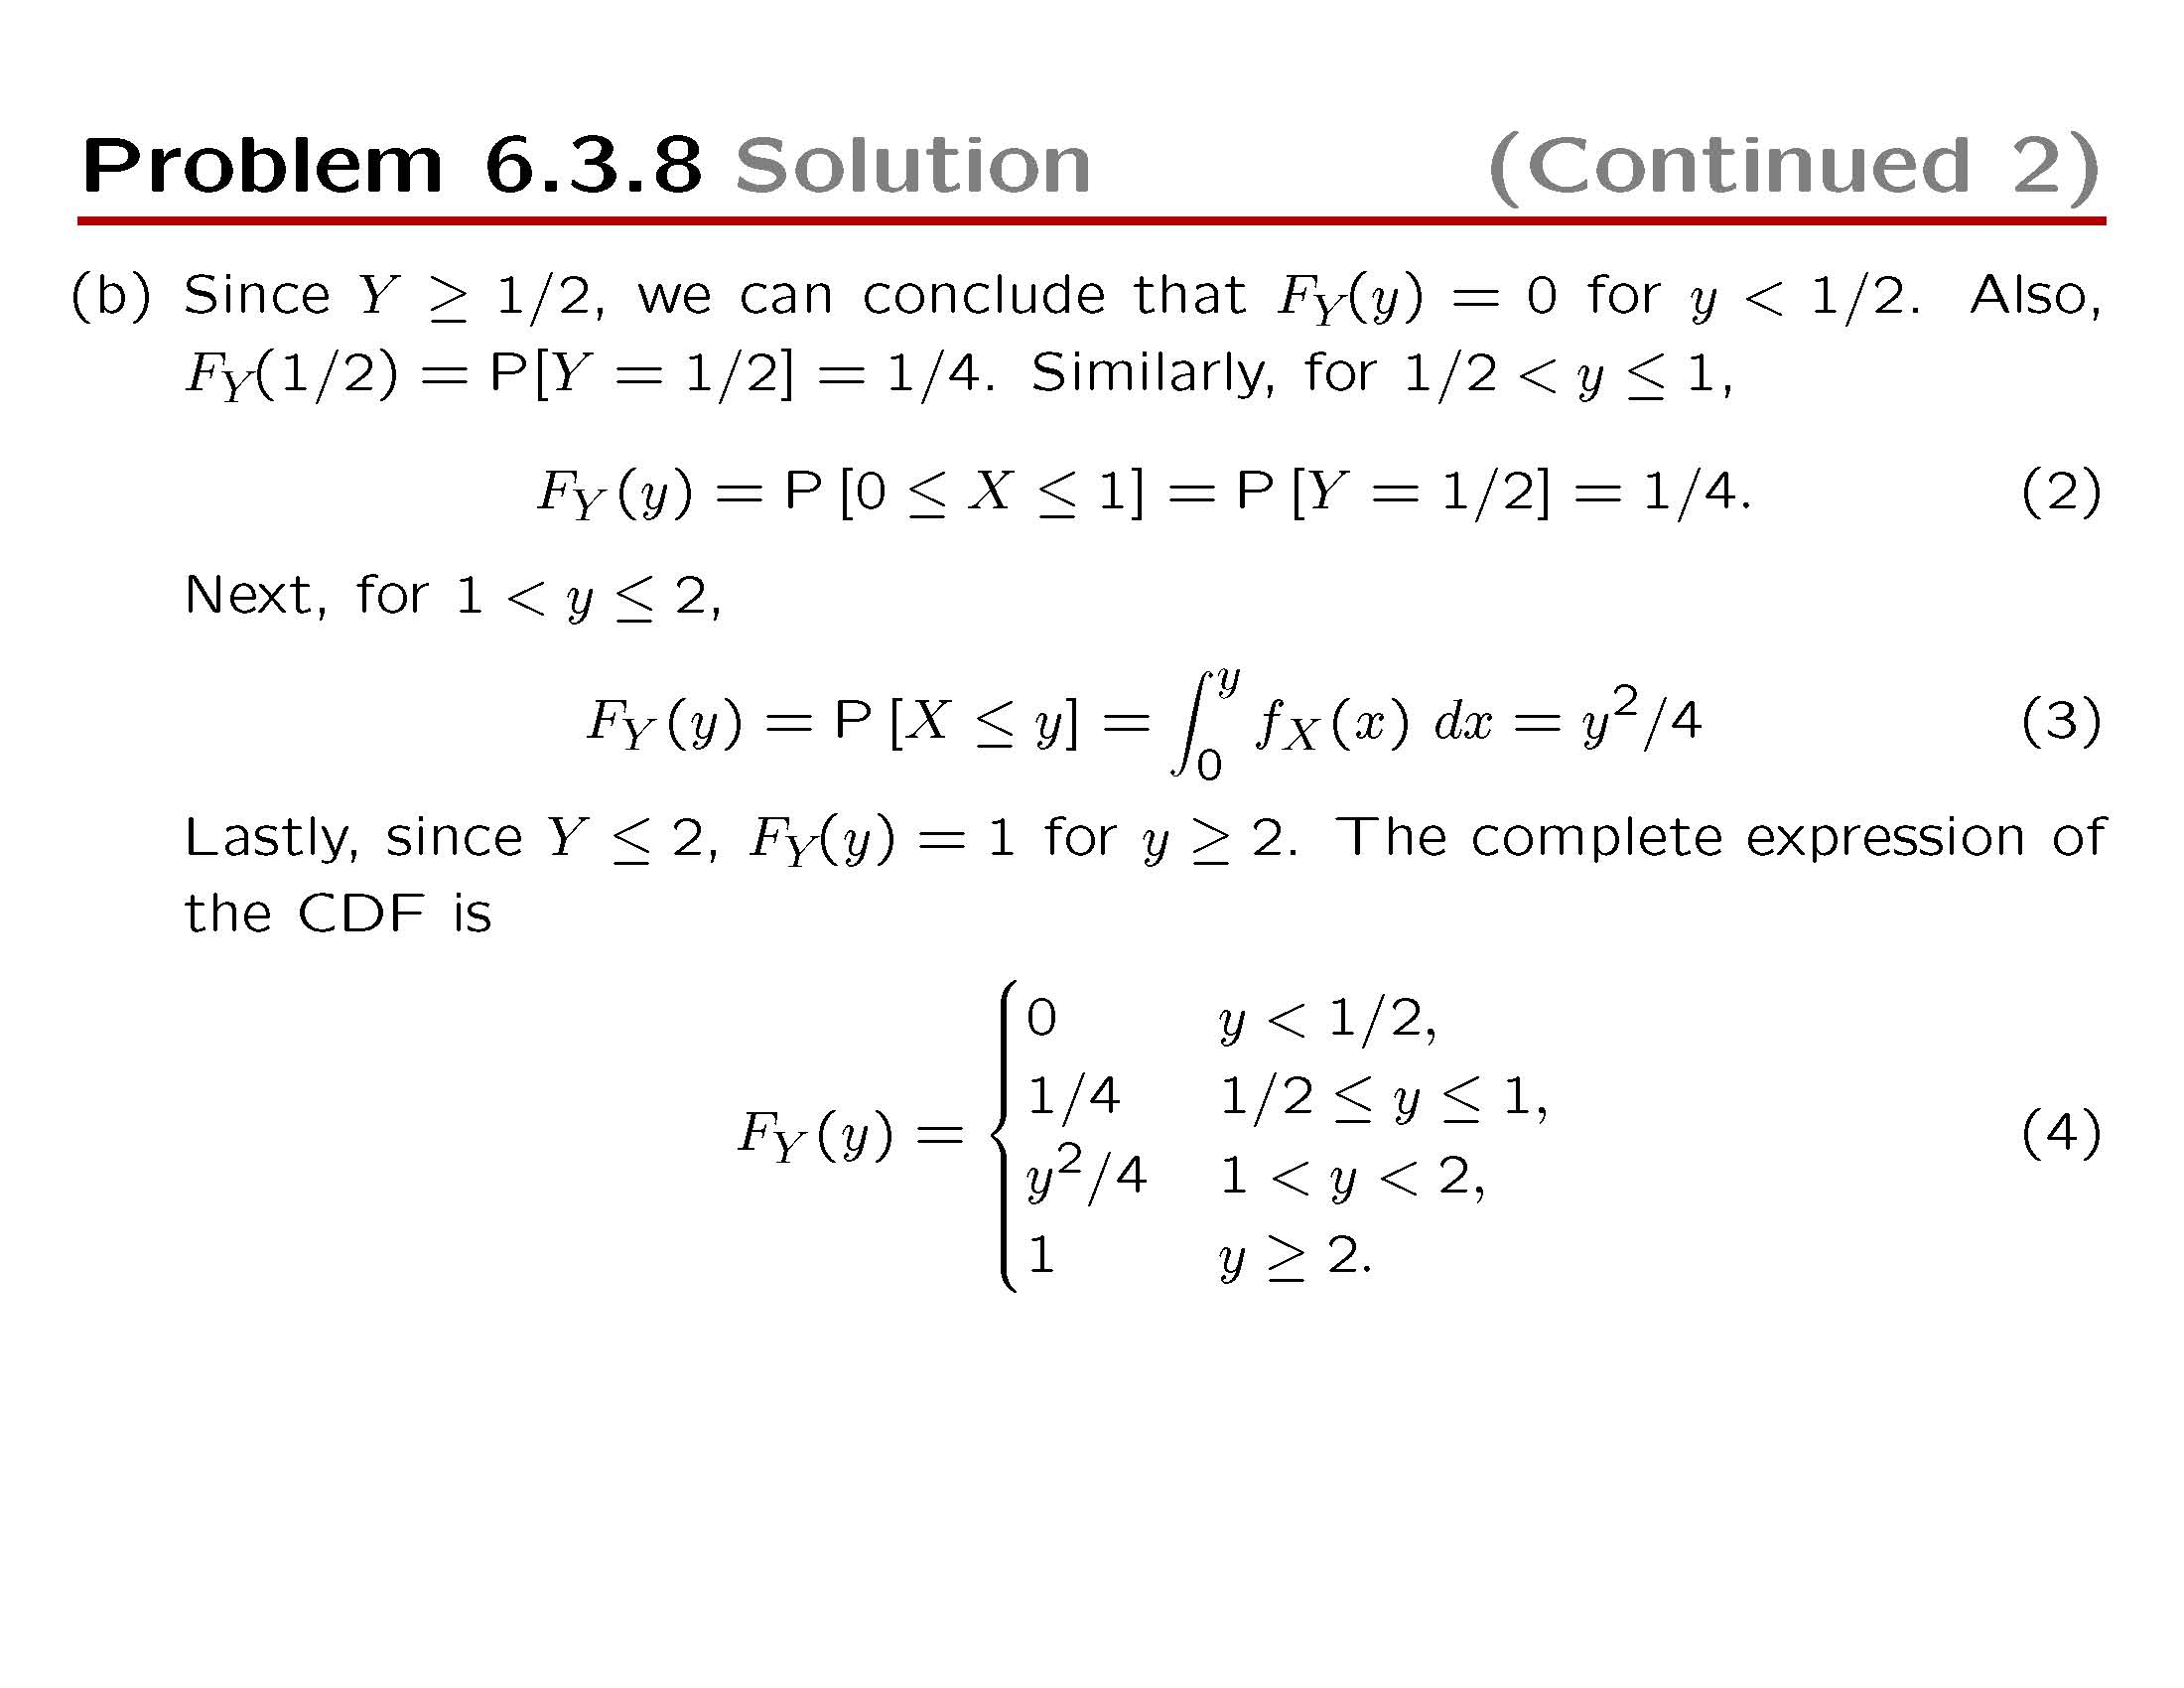 Problem 6.3.8 Solution (Continued 2)
(b) Since Y ≥ 1/2, we can conclude that F_Y(y) = 0 for y < 1/2. Also,
F_Y(1/2) = P[Y = 1/2] = 1/4. Similarly, for 1/2 < y ≤ 1,
F_Y(y) = P [0 ≤ X ≤ 1] = P [Y = 1/2] = 1/4. (2)
Next, for 1 < y ≤ 2,
F_Y(y) = P [X ≤ y] = ∫_0^y f_X(x) dx = y²/4 (3)
Lastly, since Y ≤ 2, F_Y(y) = 1 for y ≥ 2. The complete expression of
the CDF is
F_Y(y) = { 0 y < 1/2,
1/4 1/2 ≤ y ≤ 1,
y²/4 1 < y < 2,
1 y ≥ 2. (4)